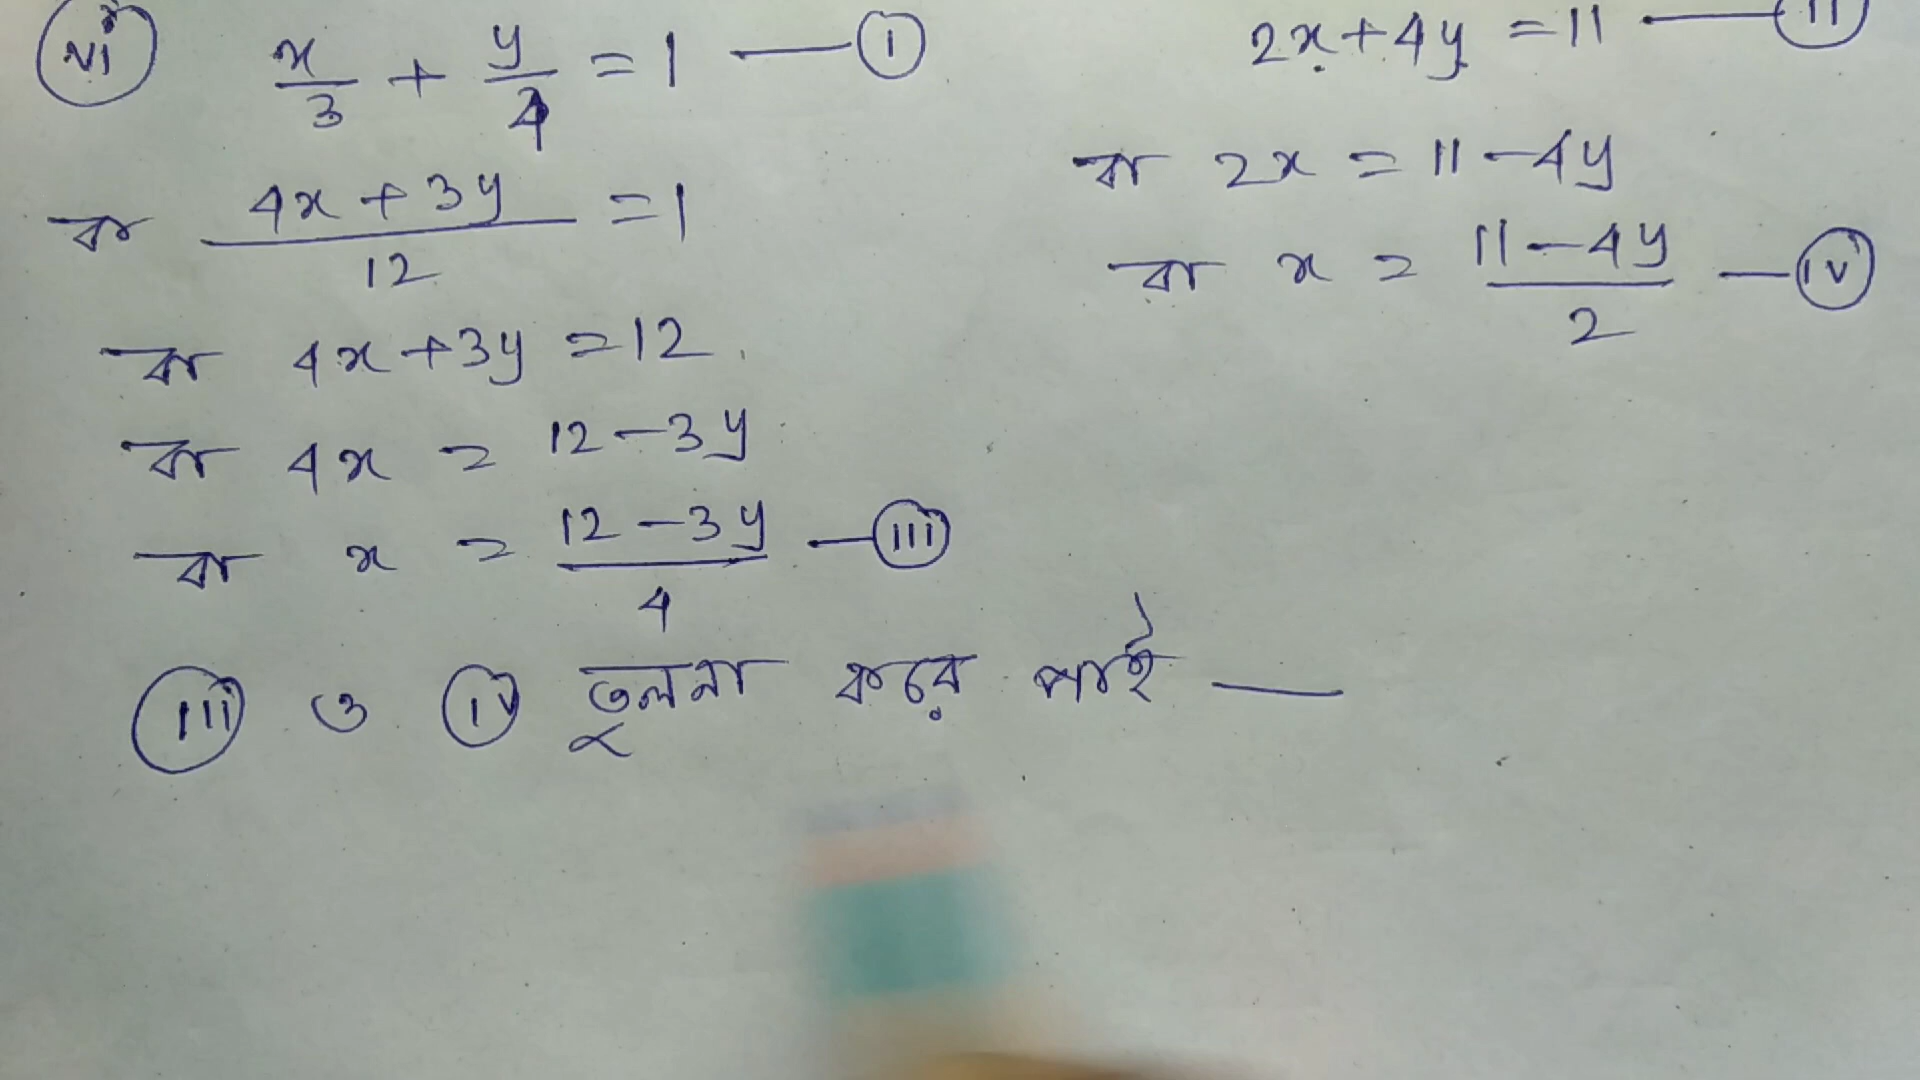 (vi) x/3 + y/4 = 1 — (i)
বা (4x + 3y)/12 = 1
বা 4x + 3y = 12
বা 4x = 12 - 3y
বা x = (12 - 3y)/4 — (iii)
2x + 4y = 11 — (ii)
বা 2x = 11 - 4y
বা x = (11 - 4y)/2 — (iv)
(iii) ও (iv) তুলনা করে পাই —